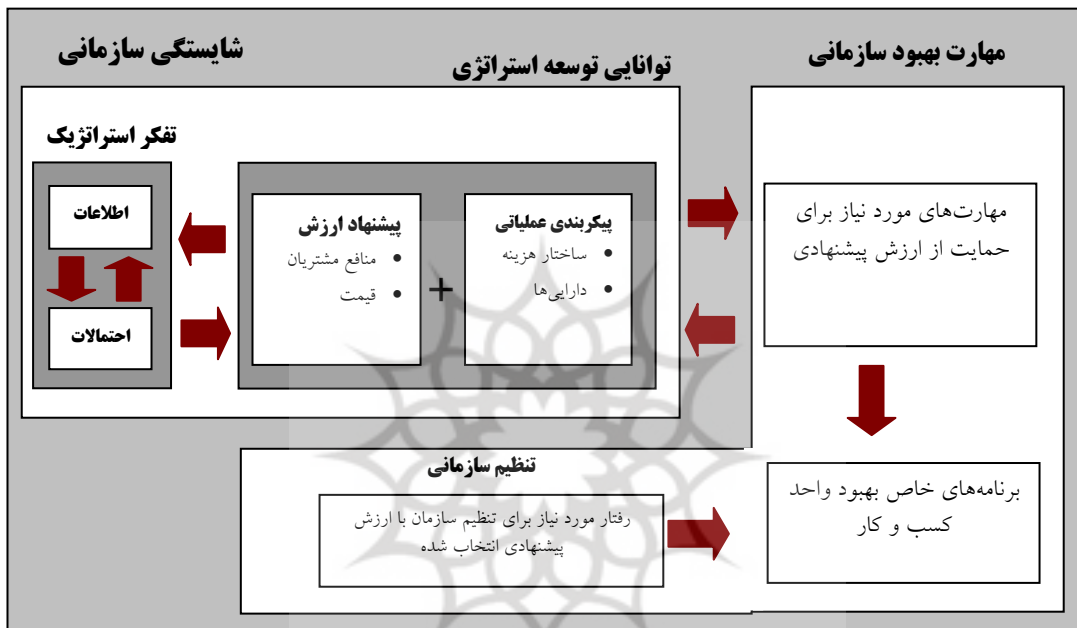 شایستگی سازمانی
مهارت بهبود سازمانی
توانایی توسعه استراتژی
تفکر استراتژیک
مهارت‌های مورد نیاز برای
حمایت از ارزش پیشنهادی
پیکربندی عملیاتی
• ساختار هزینه
• دارایی‌ها
+
پیشنهاد ارزش
• منافع مشتریان
• قیمت
اطلاعات
احتمالات
تنظیم سازمانی
برنامه‌های خاص بهبود واحد
کسب و کار
رفتار مورد نیاز برای تنظیم سازمان با ارزش
پیشنهادی انتخاب شده